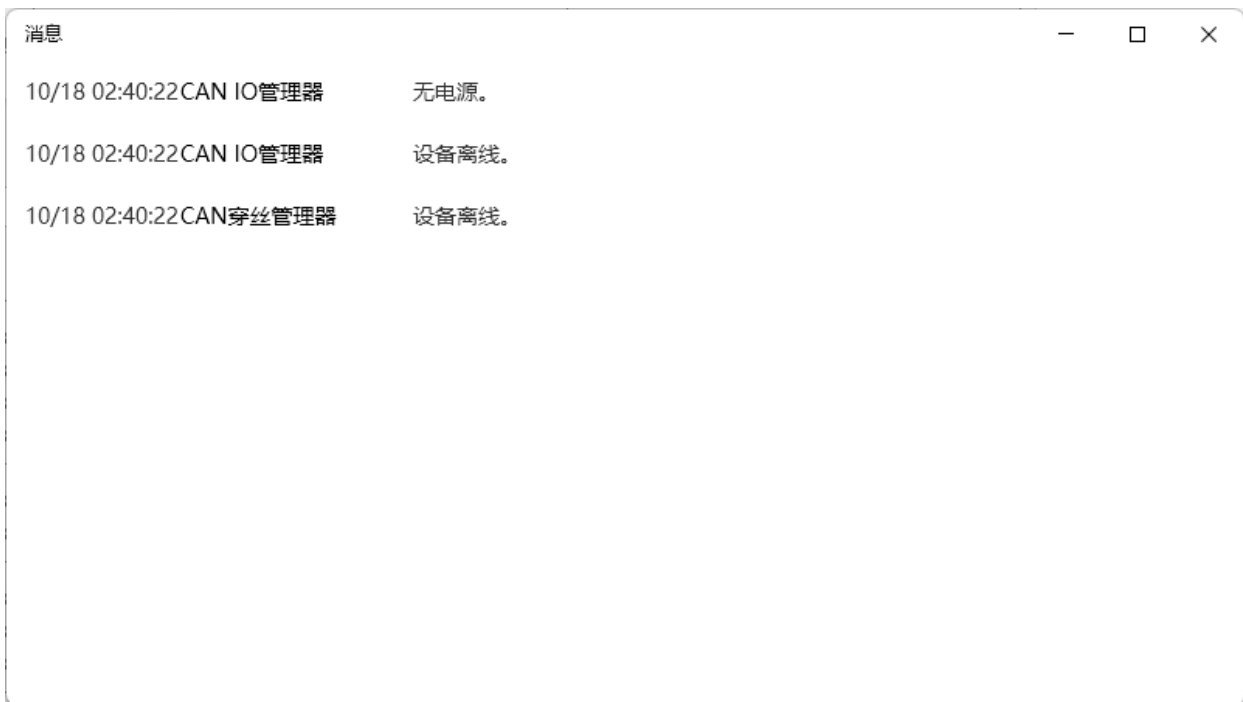 消息
10/18 02:40:22CAN IO管理器 无电源。
10/18 02:40:22CAN IO管理器 设备离线。
10/18 02:40:22CAN穿丝管理器 设备离线。